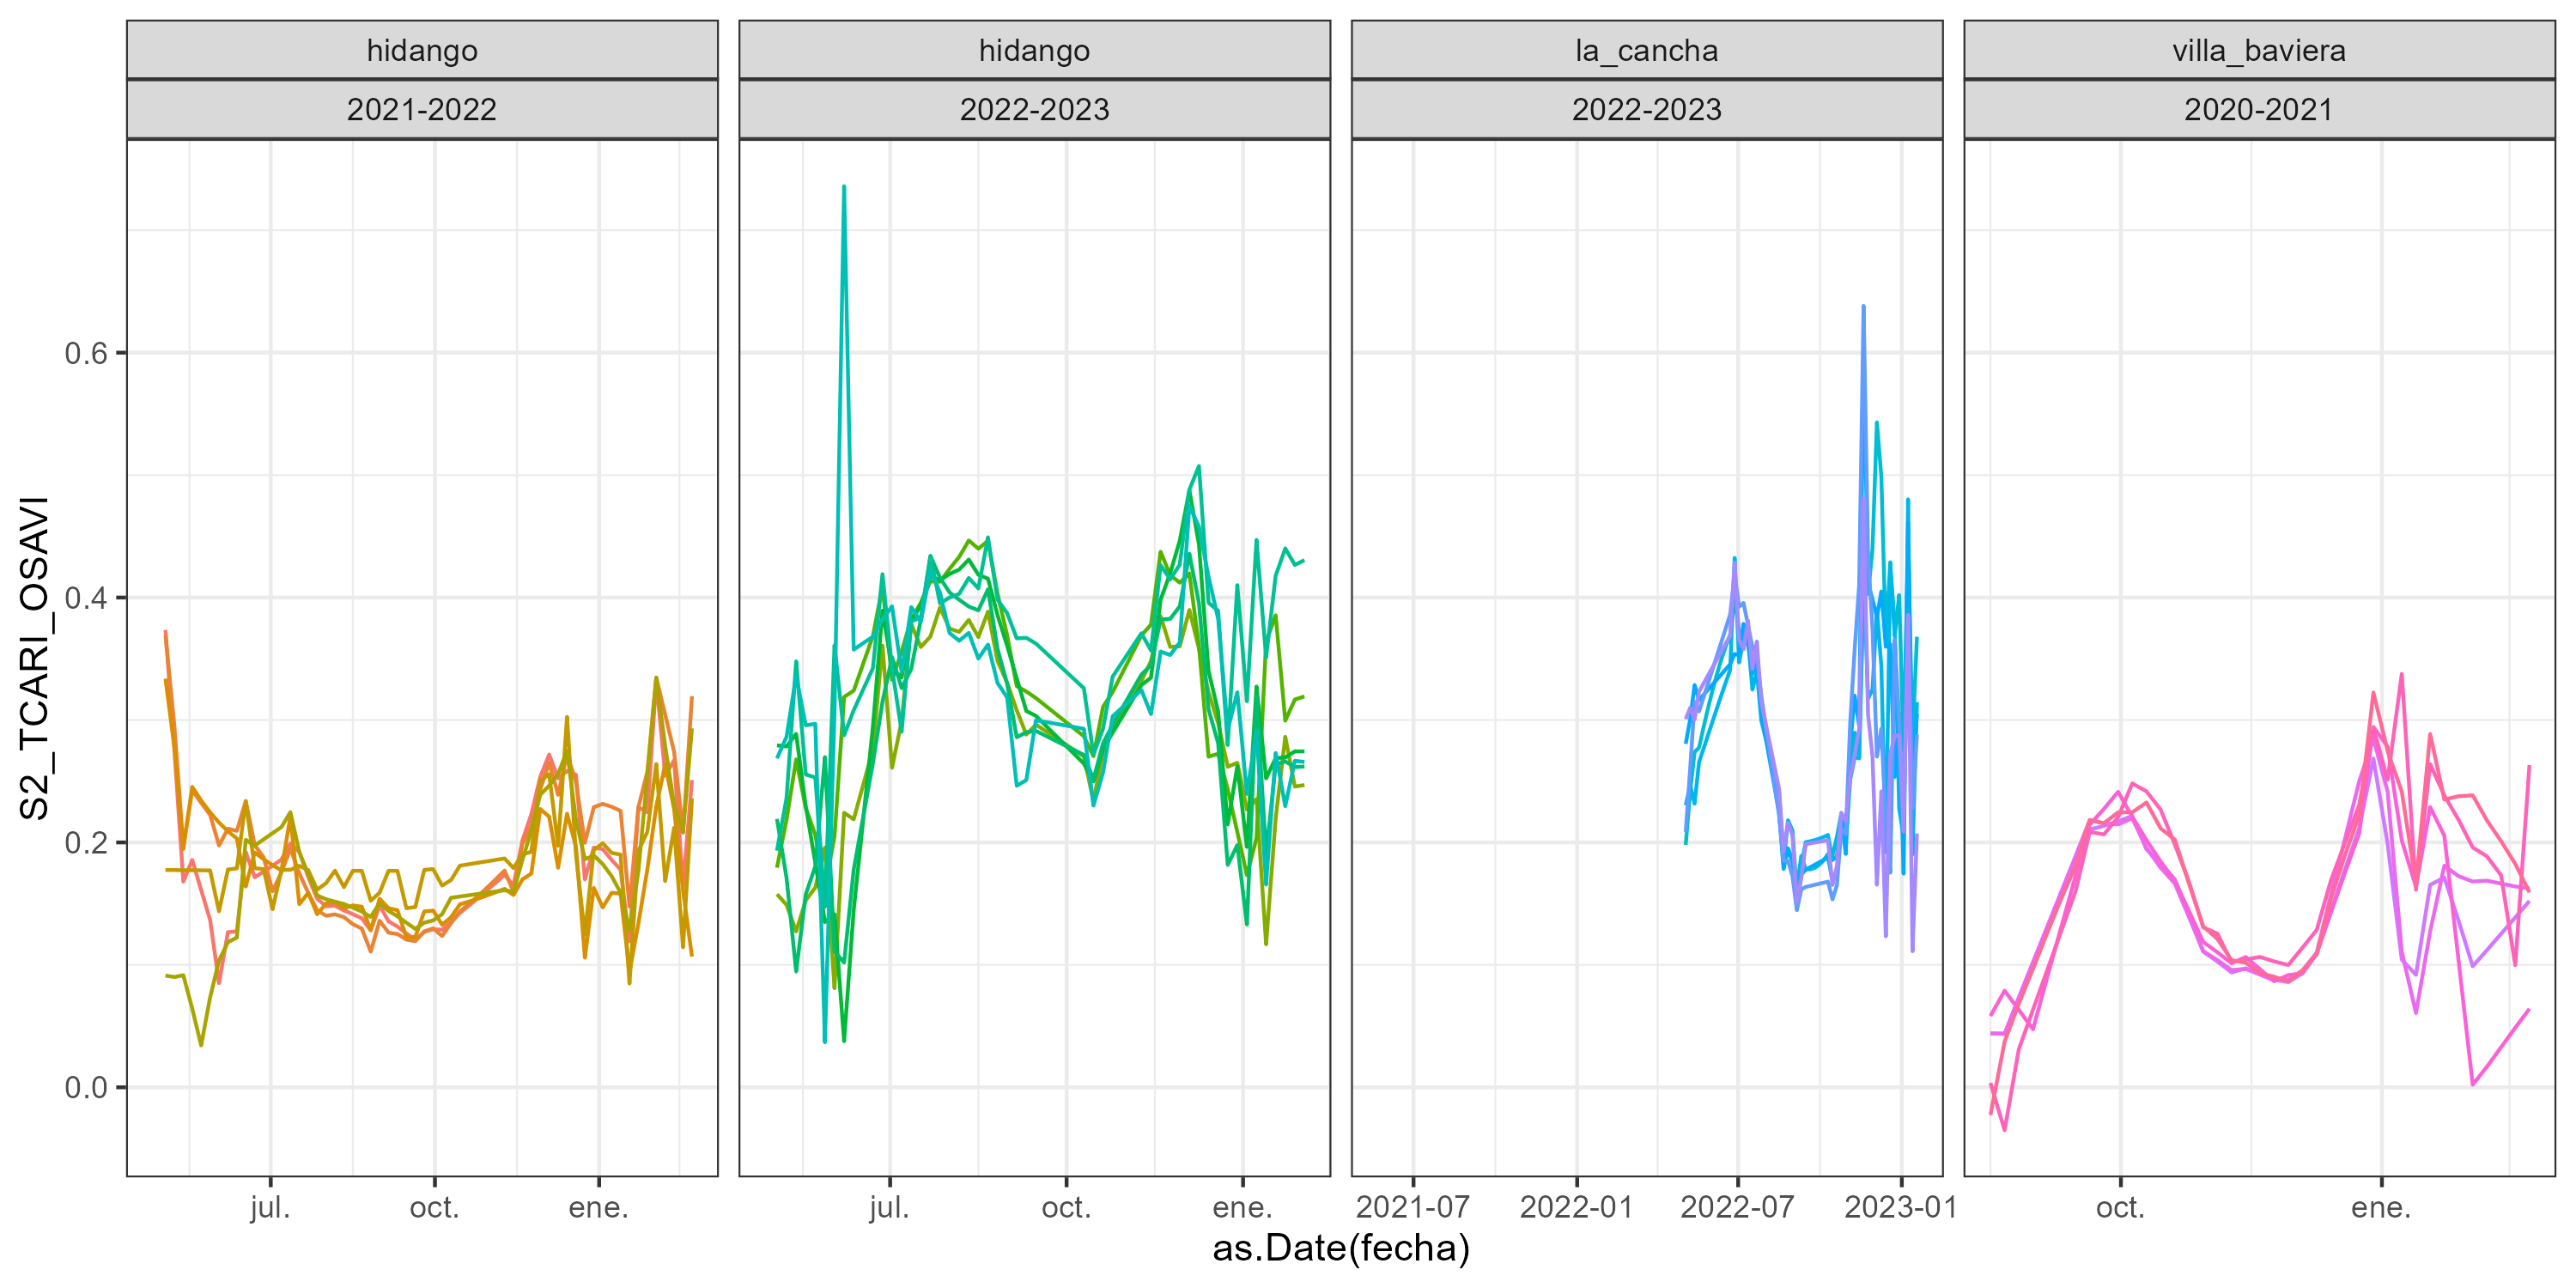 hidango
hidango
la_cancha
villa_baviera
2021-2022
2022-2023
2022-2023
2020-2021
S2_TCARI_OSAVI
0.6
0.4
0.2
0.0
jul.
oct.
ene.
jul.
oct.
ene.
2021-07
2022-01
2022-07
2023-01
oct.
ene.
as.Date(fecha)